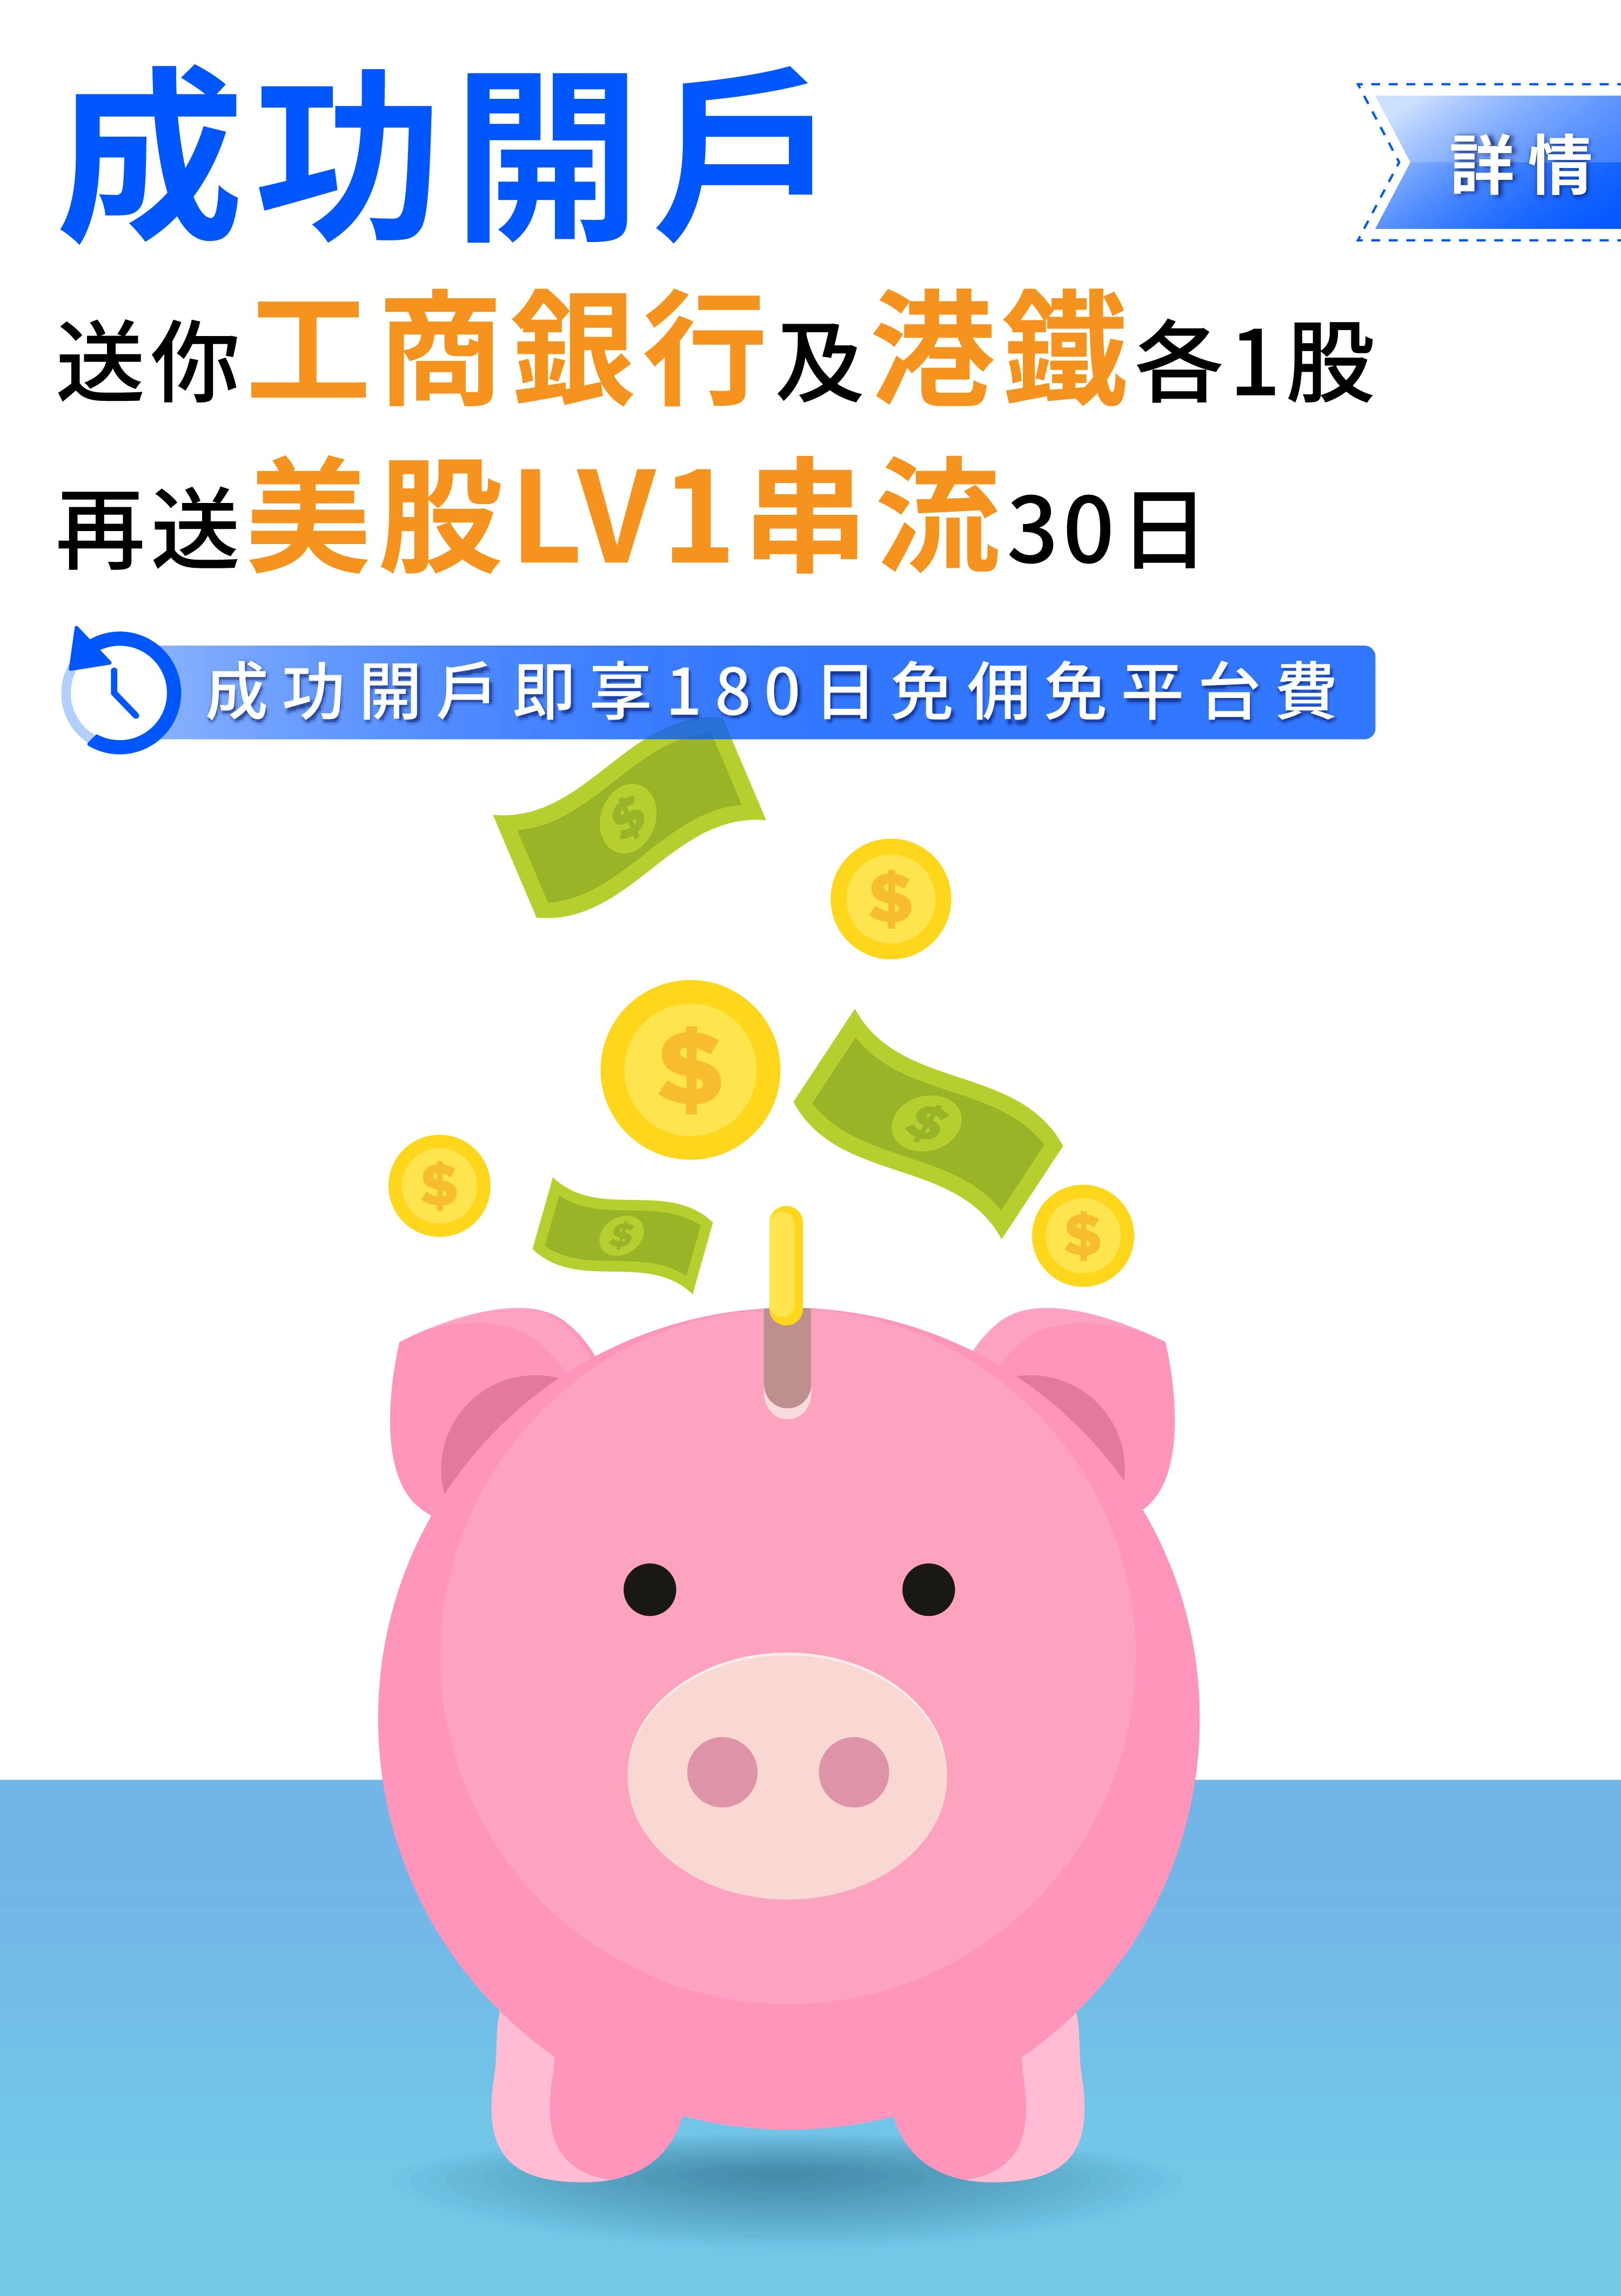 成功開戶
詳情
送你工商銀行及港鐵各1股
再送美股LV1串流30日
成功開戶即享180日免佣免平台費